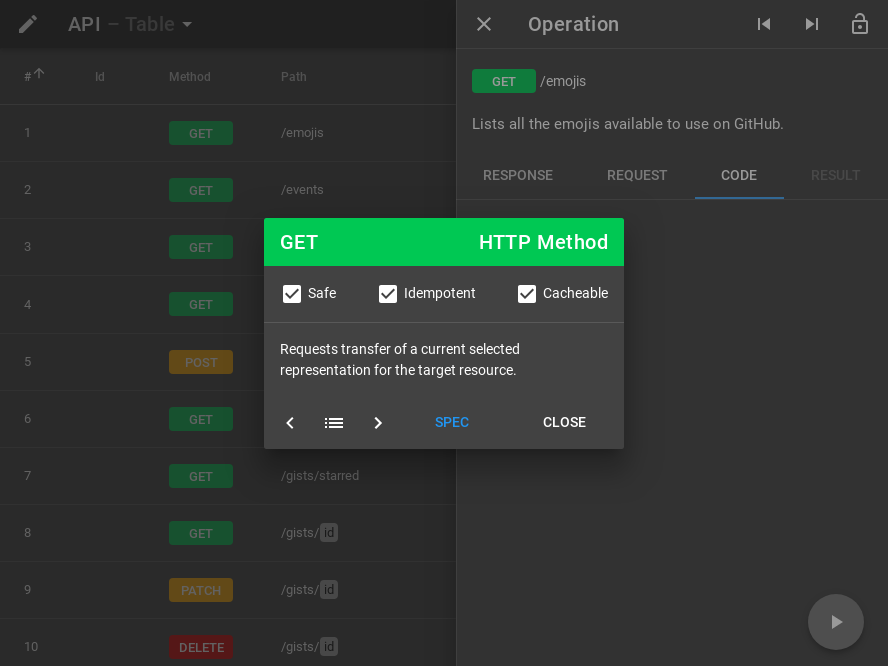 API – Table
Operation
# Id Method Path
1 GET /emojis
2 GET /events
3 GET
4 GET
5 POST
6 GET
7 GET /gists/starred
8 GET /gists/ id
9 PATCH /gists/ id
10 DELETE /gists/ id
GET /emojis
Lists all the emojis available to use on GitHub.
RESPONSE REQUEST CODE RESULT
GET HTTP Method
Safe Idempotent Cacheable
Requests transfer of a current selected
representation for the target resource.
SPEC CLOSE